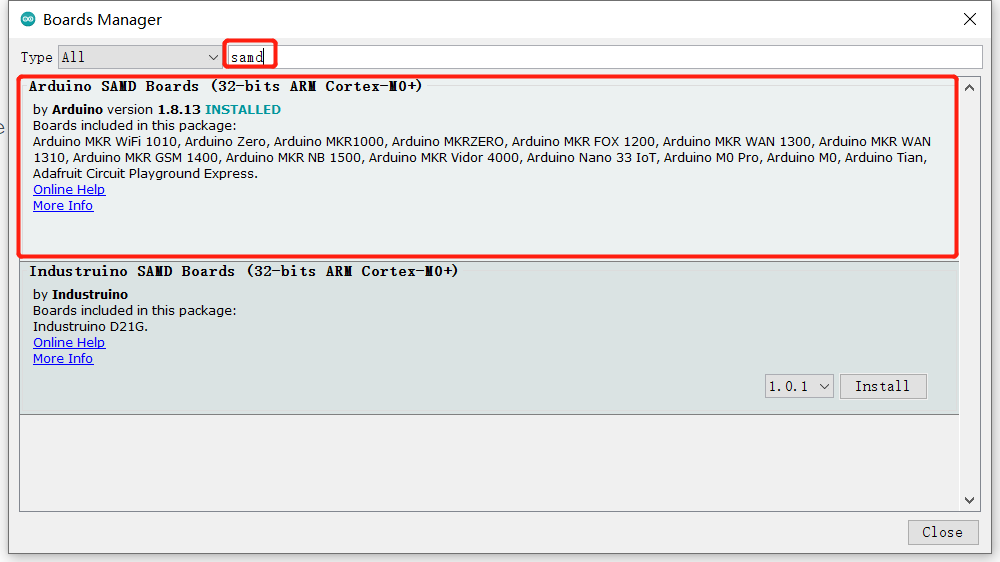 Boards Manager
Type All samd
Arduino SAMD Boards (32-bits ARM Cortex-M0+)
by Arduino version 1.8.13 INSTALLED
Boards included in this package:
Arduino MKR WiFi 1010, Arduino Zero, Arduino MKR1000, Arduino MKRZERO, Arduino MKR FOX 1200, Arduino MKR WAN 1300, Arduino MKR WAN
1310, Arduino MKR GSM 1400, Arduino MKR NB 1500, Arduino MKR Vidor 4000, Arduino Nano 33 IoT, Arduino M0 Pro, Arduino M0, Arduino Tian,
Adafruit Circuit Playground Express.
Online Help
More Info
Industruino SAMD Boards (32-bits ARM Cortex-M0+)
by Industruino
Boards included in this package:
Industruino D21G.
Online Help
More Info
1.0.1 Install
Close